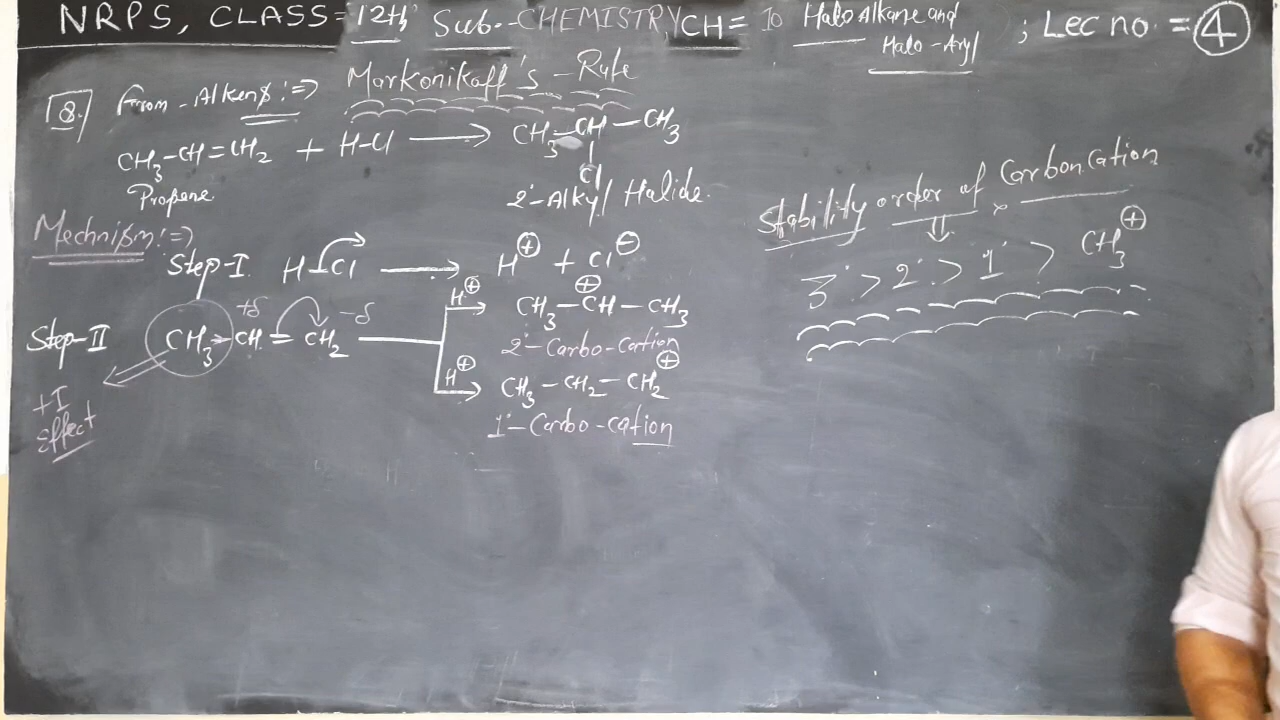 NRPS, CLASS=12th, Sub.-CHEMISTRY, CH= 10 Halo Alkane and Halo-Aryl ; Lec no. = 4
8. From-Alkens:⇒ Markonikoff's-Rule
CH3-CH=CH2 + H-Cl ⟶ CH3-CH-CH3
Cl
Propene
2°-Alkyl Halide.
Stability order of Carbon Cation
⇓
3° > 2° > 1° > CH3⊕
Mechnism:⇒
Step-I H-Cl ⟶ H⊕ + Cl⊖
Step-II CH3-CH=CH2 +δ -δ
H⊕ CH3-CH-CH3 ⊕
2°-Carbo-Cation
H⊕ CH3-CH2-CH2⊕
1°-Carbo-cation
+I
Effect